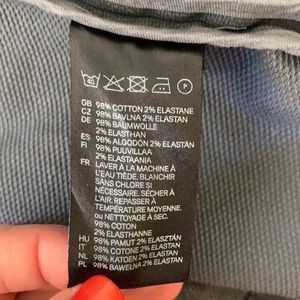 40 P
GB 98% COTTON 2% ELASTANE
CZ 98% BAVLNA 2% ELASTANE
DE 98% BAUMWOLLE
2% ELASTHAN
ES 98% ALGODÓN 2% ELASTANO
FI 98% PUUVILLAA
2% ELASTAANIA
FR LAVER À LA MACHINE À
L'EAU TIÈDE. BLANCHIR
SANS CHLORE SI
NÉCESSAIRE. SÉCHER À
L'AIR. REPASSER À
TEMPÉRATURE MOYENNE.
ou NETTOYAGE À SEC.
98% COTON
2% ELASTHANNE
HU 98% PAMUT 2% ELASZTÁN
IT 98% COTONE 2% ELASTAN
NL 98% KATOEN 2% ELASTAN
PL 98% BAWEŁNA 2% ELASTAN